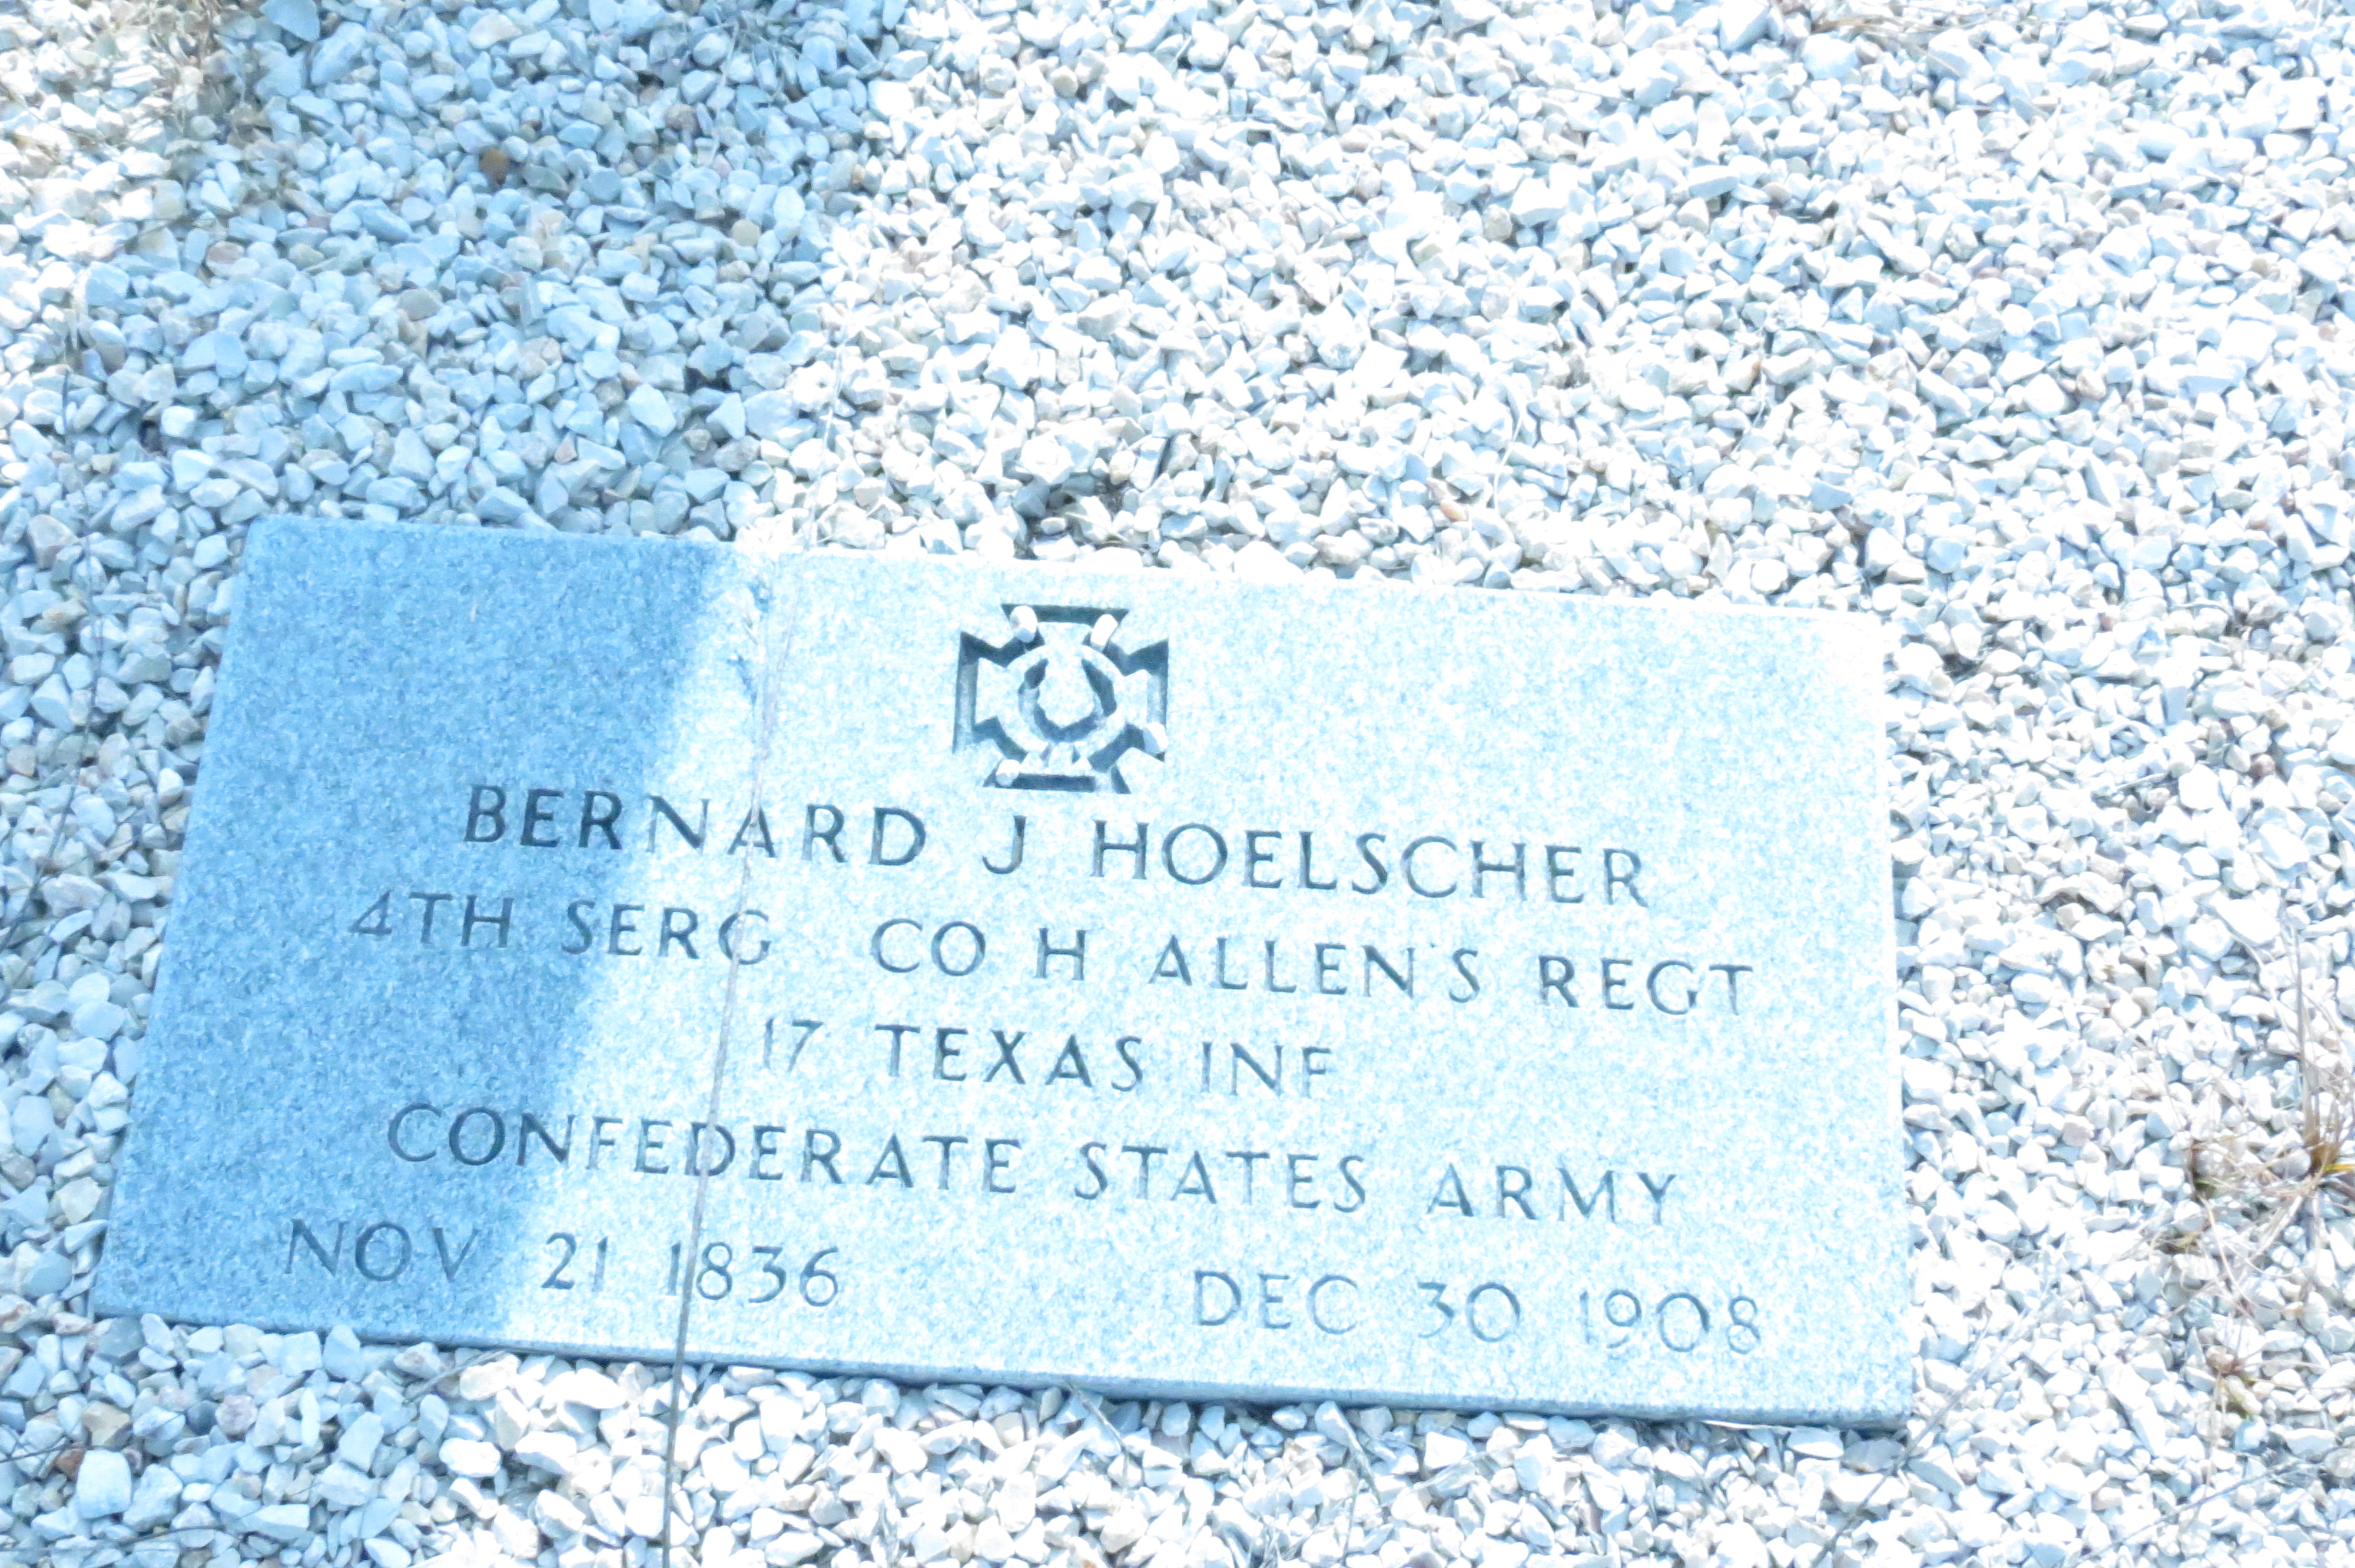 BERNARD J HOELSCHER
4TH SERG CO H ALLEN'S REGT
17 TEXAS INF
CONFEDERATE STATES ARMY
NOV 21 1836 DEC 30 1908